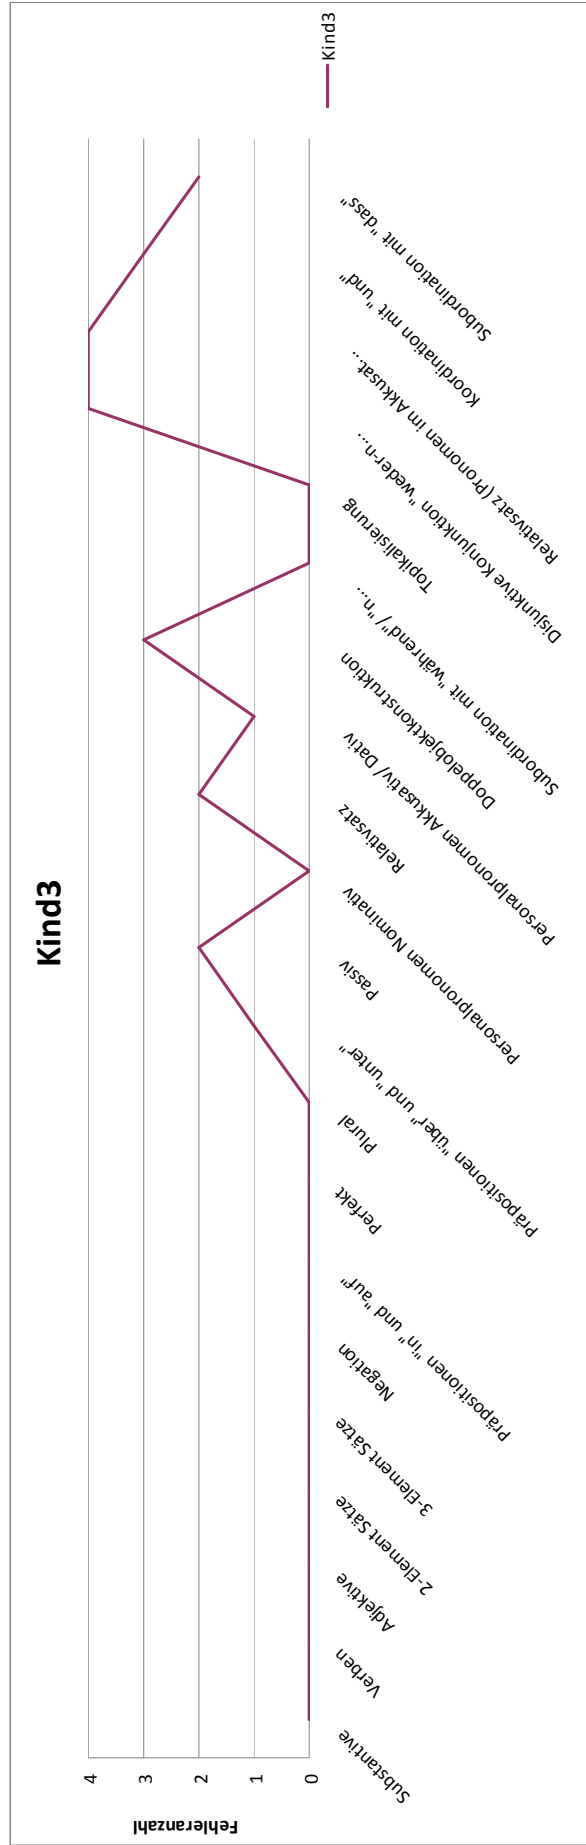 Kind3
Fehleranzahl
4
3
2
1
0
Substantive
Verben
Adjektive
2-Element Sätze
3-Element Sätze
Negation
Präpositionen "in" und "auf"
Perfekt
Plural
Präpositionen "über" und "unter"
Passiv
Personalpronomen Nominativ
Relativsatz
Personalpronomen Akkusativ/ Dativ
Doppelobjektkonstruktion
Subordination mit "während"/ "n...
Topikalisierung
Disjunktive Konjunktion "weder-n...
Relativsatz (Pronomen im Akkusat...
Koordination mit "und"
Subordination mit "dass"
Kind3